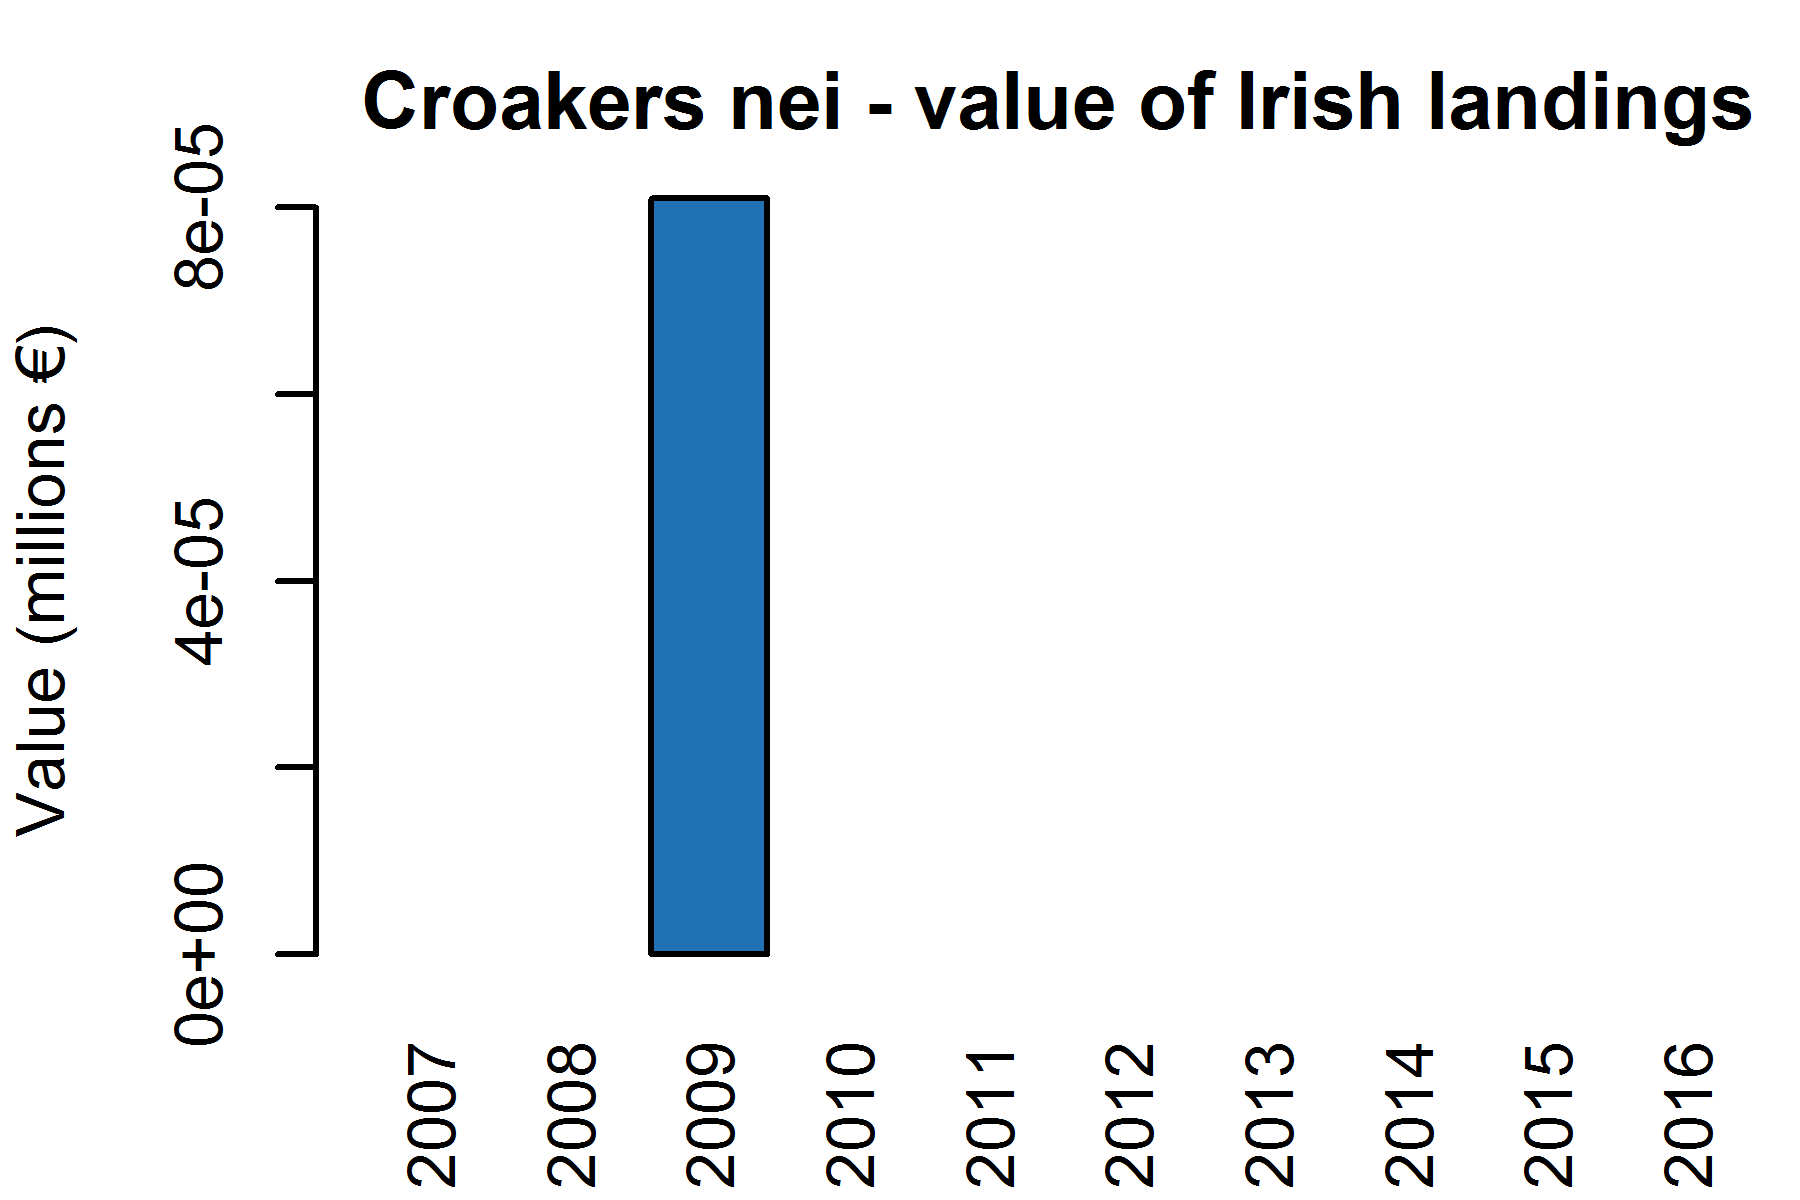 Croakers nei - value of Irish landings
Value (millions €)
8e-05
4e-05
0e+00
2007
2008
2009
2010
2011
2012
2013
2014
2015
2016